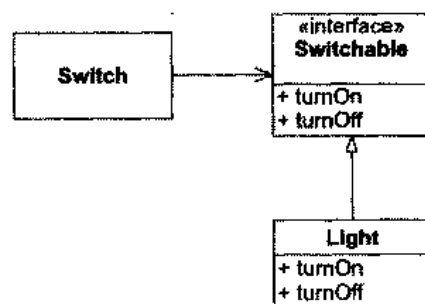 «interface»
Switch
Switchable
+ turnOn
+ turnOff
Light
+ turnOn
+ turnOff